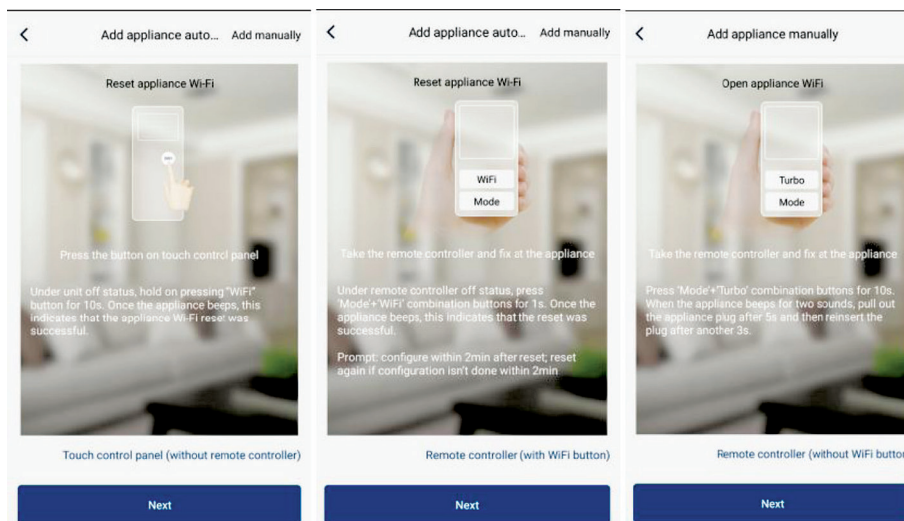 Add appliance auto... Add manually
Reset appliance Wi-Fi
Press the button on touch control panel
Under unit off status, hold on pressing "WiFi"
button for 10s. Once the appliance beeps, this
indicates that the appliance Wi-Fi reset was
successful.
Touch control panel (without remote controller)
Next
Add appliance auto... Add manually
Reset appliance Wi-Fi
WiFi
Mode
Take the remote controller and fix at the appliance
Under remote controller off status, press
'Mode'+'WiFi' combination buttons for 1s. Once the
appliance beeps, this indicates that the reset was
successful.
Prompt: configure within 2min after reset; reset
again if configuration isn't done within 2min
Remote controller (with WiFi button)
Next
Add appliance manually
Open appliance WiFi
Turbo
Mode
Take the remote controller and fix at the appliance
Press 'Mode'+'Turbo' combination buttons for 10s.
When the appliance beeps for two sounds, pull out
the appliance plug after 5s and then reinsert the
plug after another 3s.
Remote controller (without WiFi button
Next